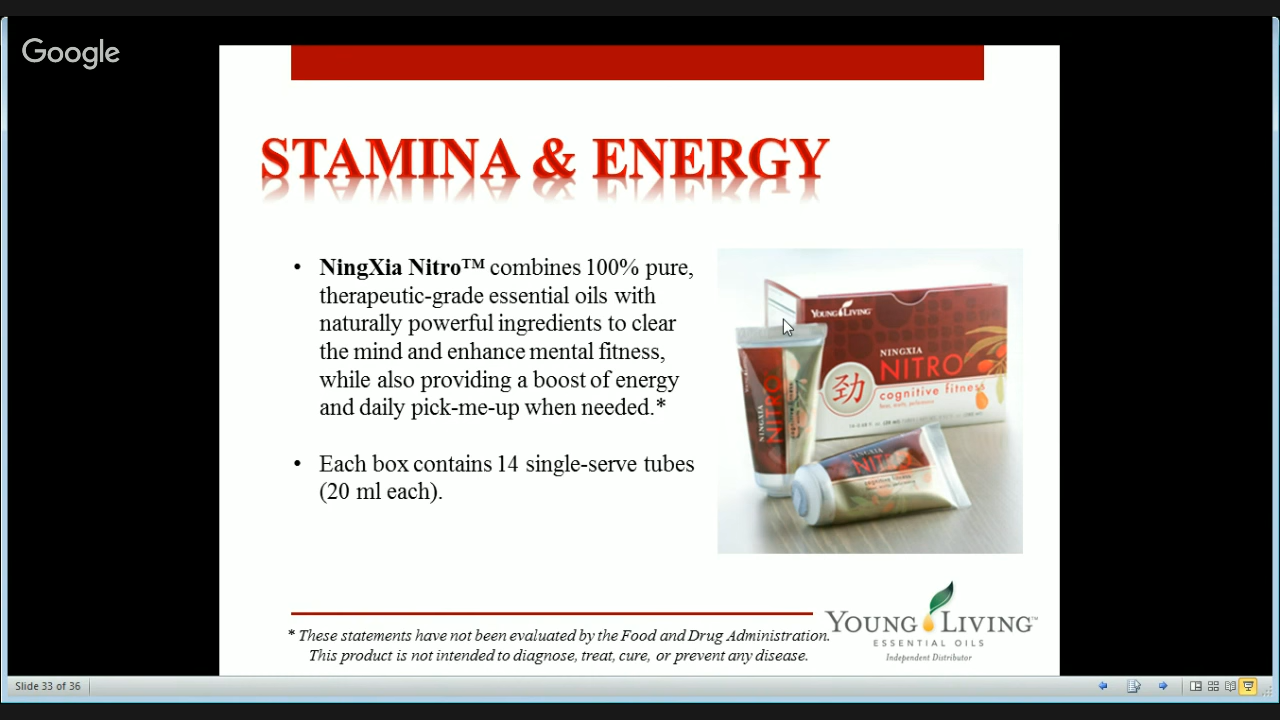 Google
STAMINA & ENERGY
• NingXia Nitro™ combines 100% pure,
therapeutic-grade essential oils with
naturally powerful ingredients to clear
the mind and enhance mental fitness,
while also providing a boost of energy
and daily pick-me-up when needed.*
• Each box contains 14 single-serve tubes
(20 ml each).
YOUNG LIVING
NINGXIA
NITRO
劲
cognitive fitness
NINGXIA
NITRO
NITRO
* These statements have not been evaluated by the Food and Drug Administration.
This product is not intended to diagnose, treat, cure, or prevent any disease.
YOUNG LIVING™
ESSENTIAL OILS
Independent Distributor
Slide 33 of 36